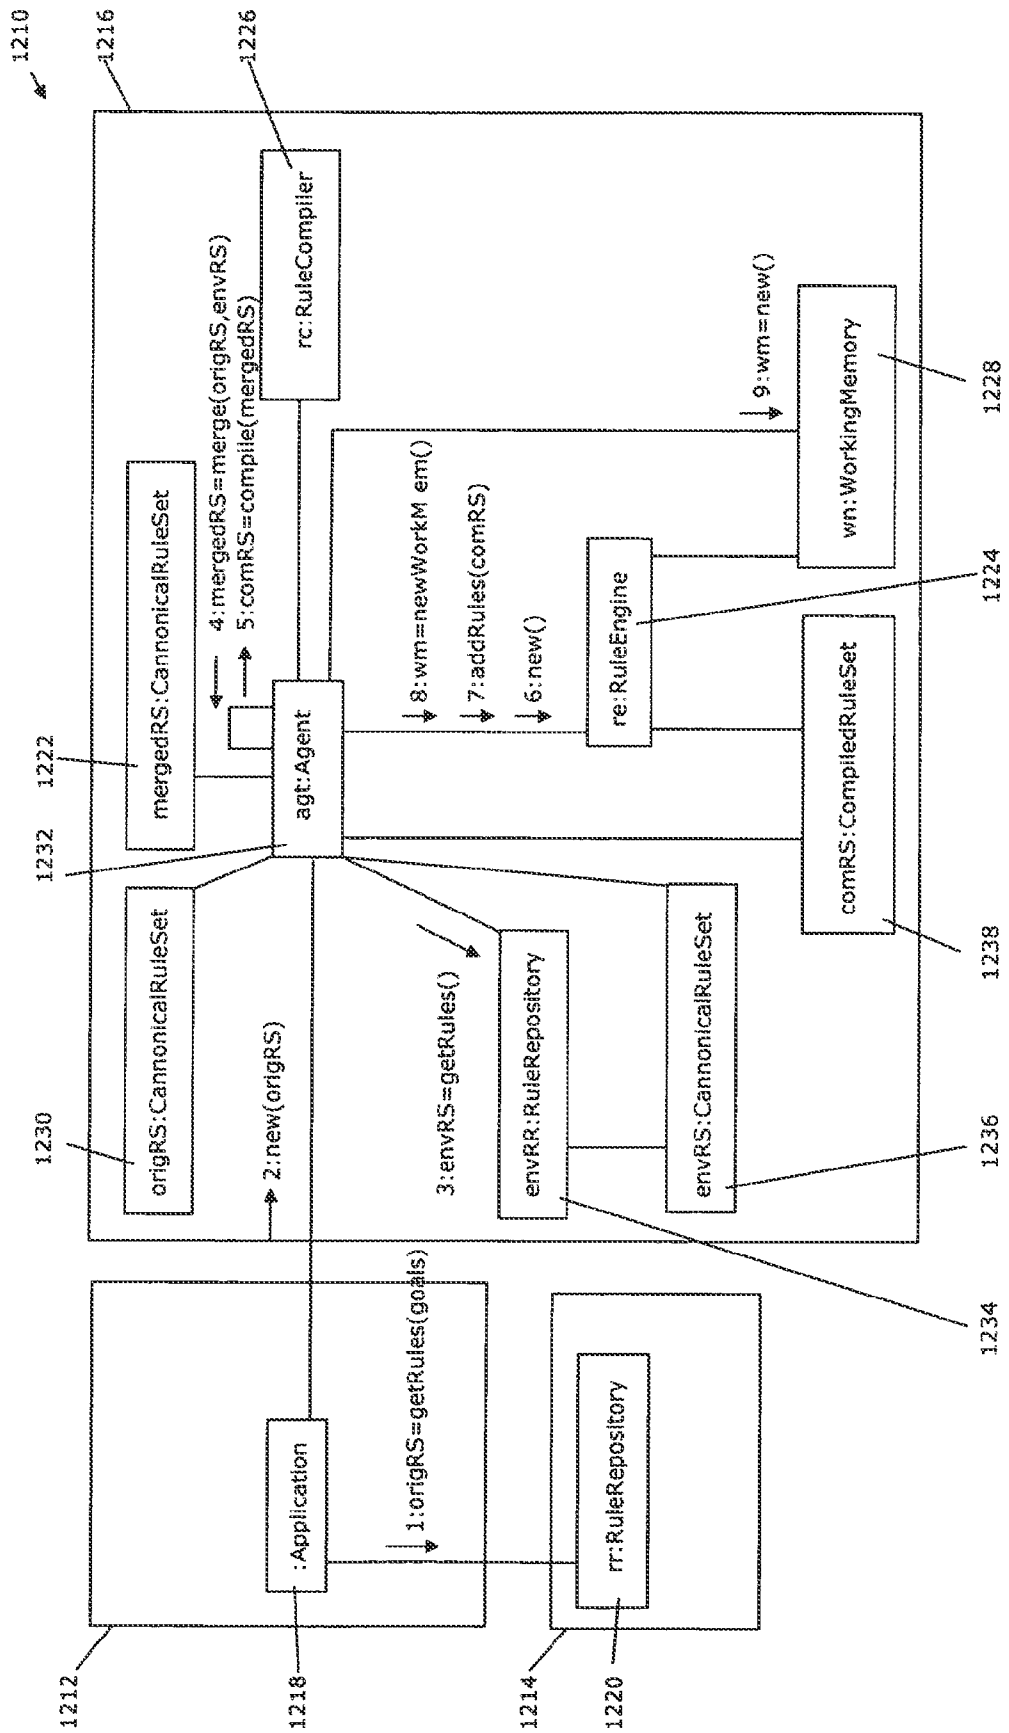 1210
1216
1226
mergedRS:CannonicalRuleSet
4:mergedRS=merge(origRS,envRS)
5:comRS=compile(mergedRS)
rc:RuleCompiler
1222
1232
agt:Agent
8:wm=newWorkM em()
7:addRules(comRS)
6:new()
9:wm=new()
re:RuleEngine
wn:WorkingMemory
1228
1224
1230
origRS:CannonicalRuleSet
2:new(origRS)
3:envRS=getRules()
envRR:RuleRepository
envRS:CannonicalRuleSet
comRS:CompiledRuleSet
1238
1236
1234
:Application
1:origRS=getRules(goals)
rr:RuleRepository
1212
1218
1214
1220